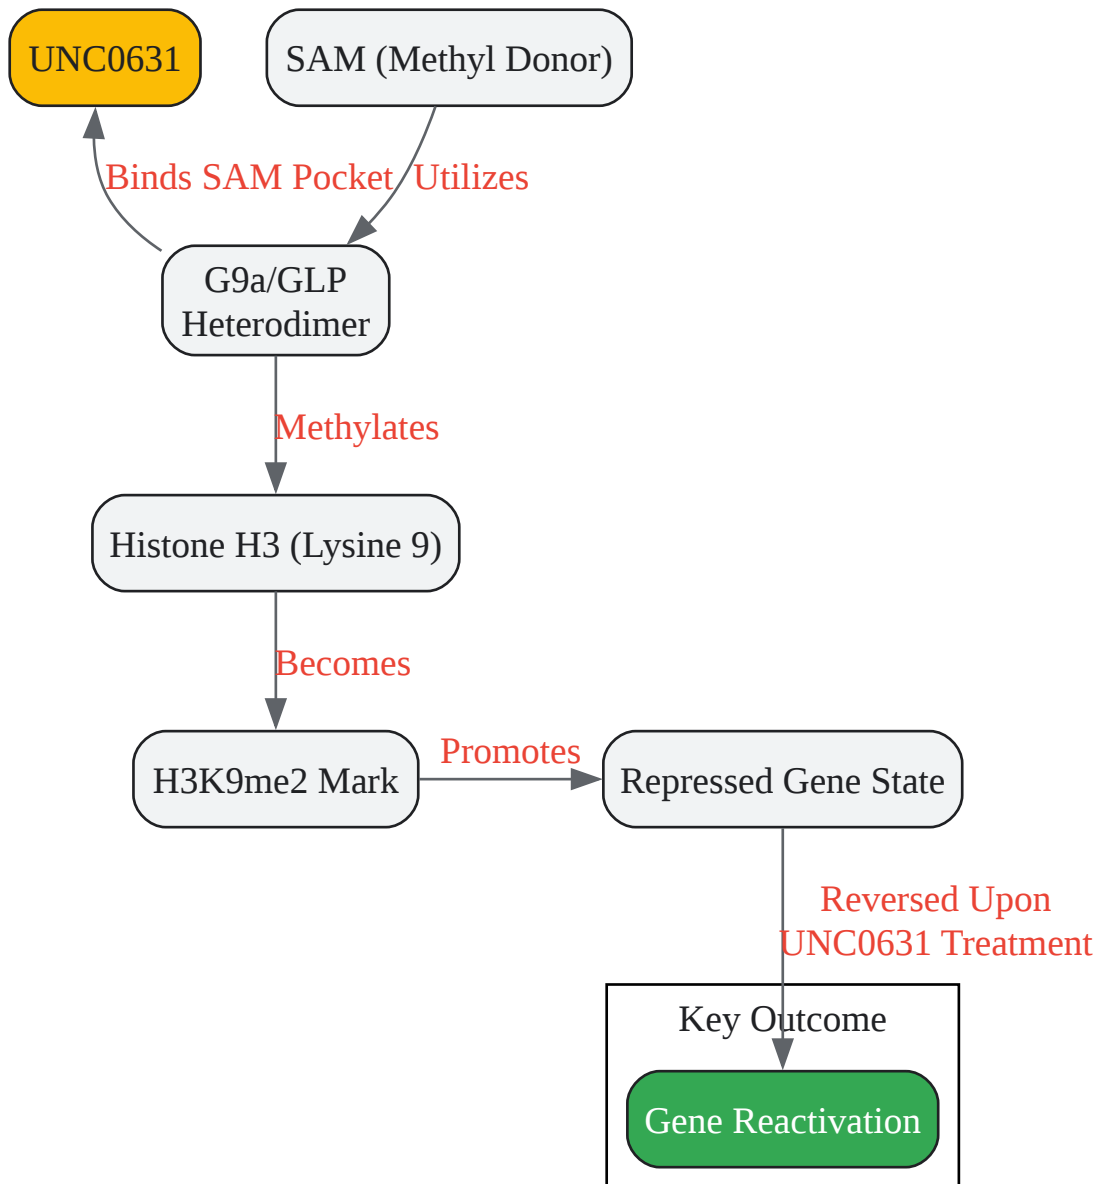 UNC0631
SAM (Methyl Donor)
Binds SAM Pocket
Utilizes
G9a/GLP
Heterodimer
Methylates
Histone H3 (Lysine 9)
Becomes
H3K9me2 Mark
Promotes
Repressed Gene State
Reversed Upon
UNC0631 Treatment
Key Outcome
Gene Reactivation